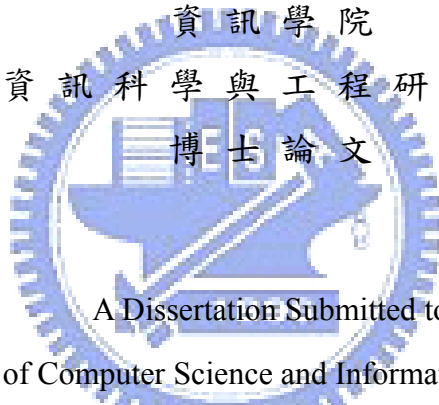 資訊學院
資訊科學與工程研
博士論文
A Dissertation Submitted to
of Computer Science and Informa